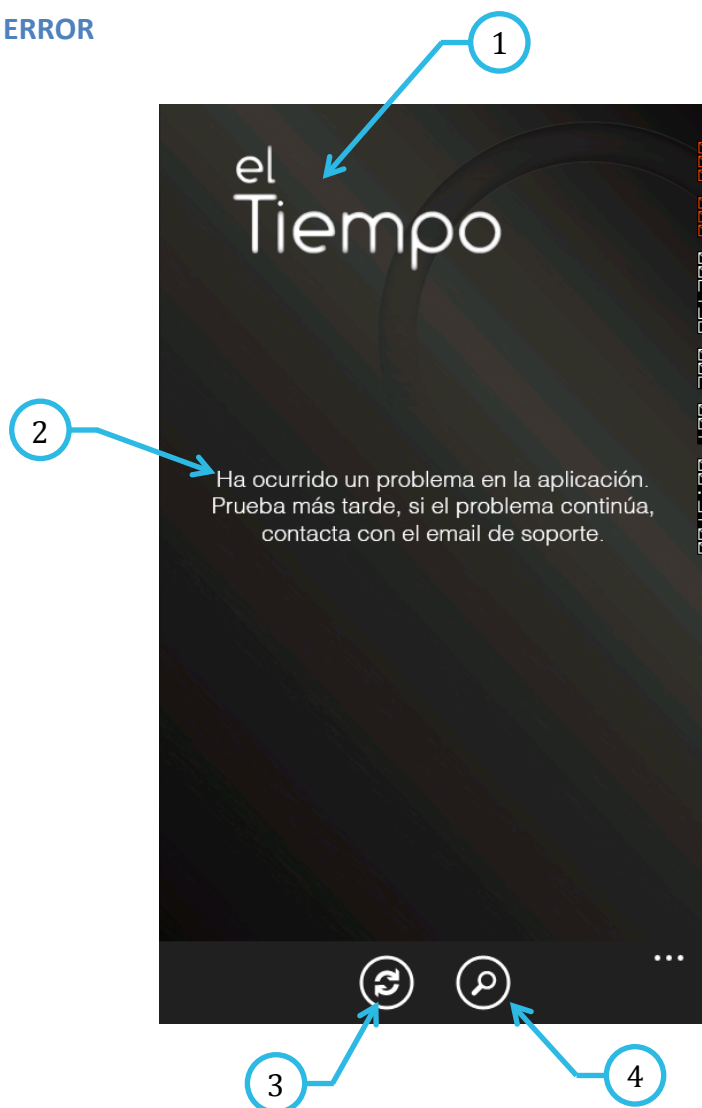 ERROR
1
el
Tiempo
2
Ha ocurrido un problema en la aplicación.
Prueba más tarde, si el problema continúa,
contacta con el email de soporte.
3
4